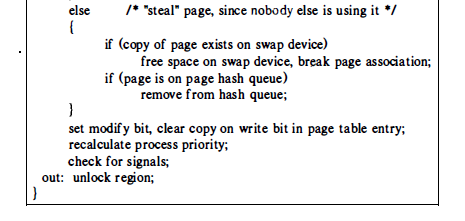 else /* "steal" page, since nobody else is using it */
{
if (copy of page exists on swap device)
free space on swap device, break page association;
if (page is on page hash queue)
remove from hash queue;
}
set modify bit, clear copy on write bit in page table entry;
recalculate process priority;
check for signals;
out: unlock region;
}